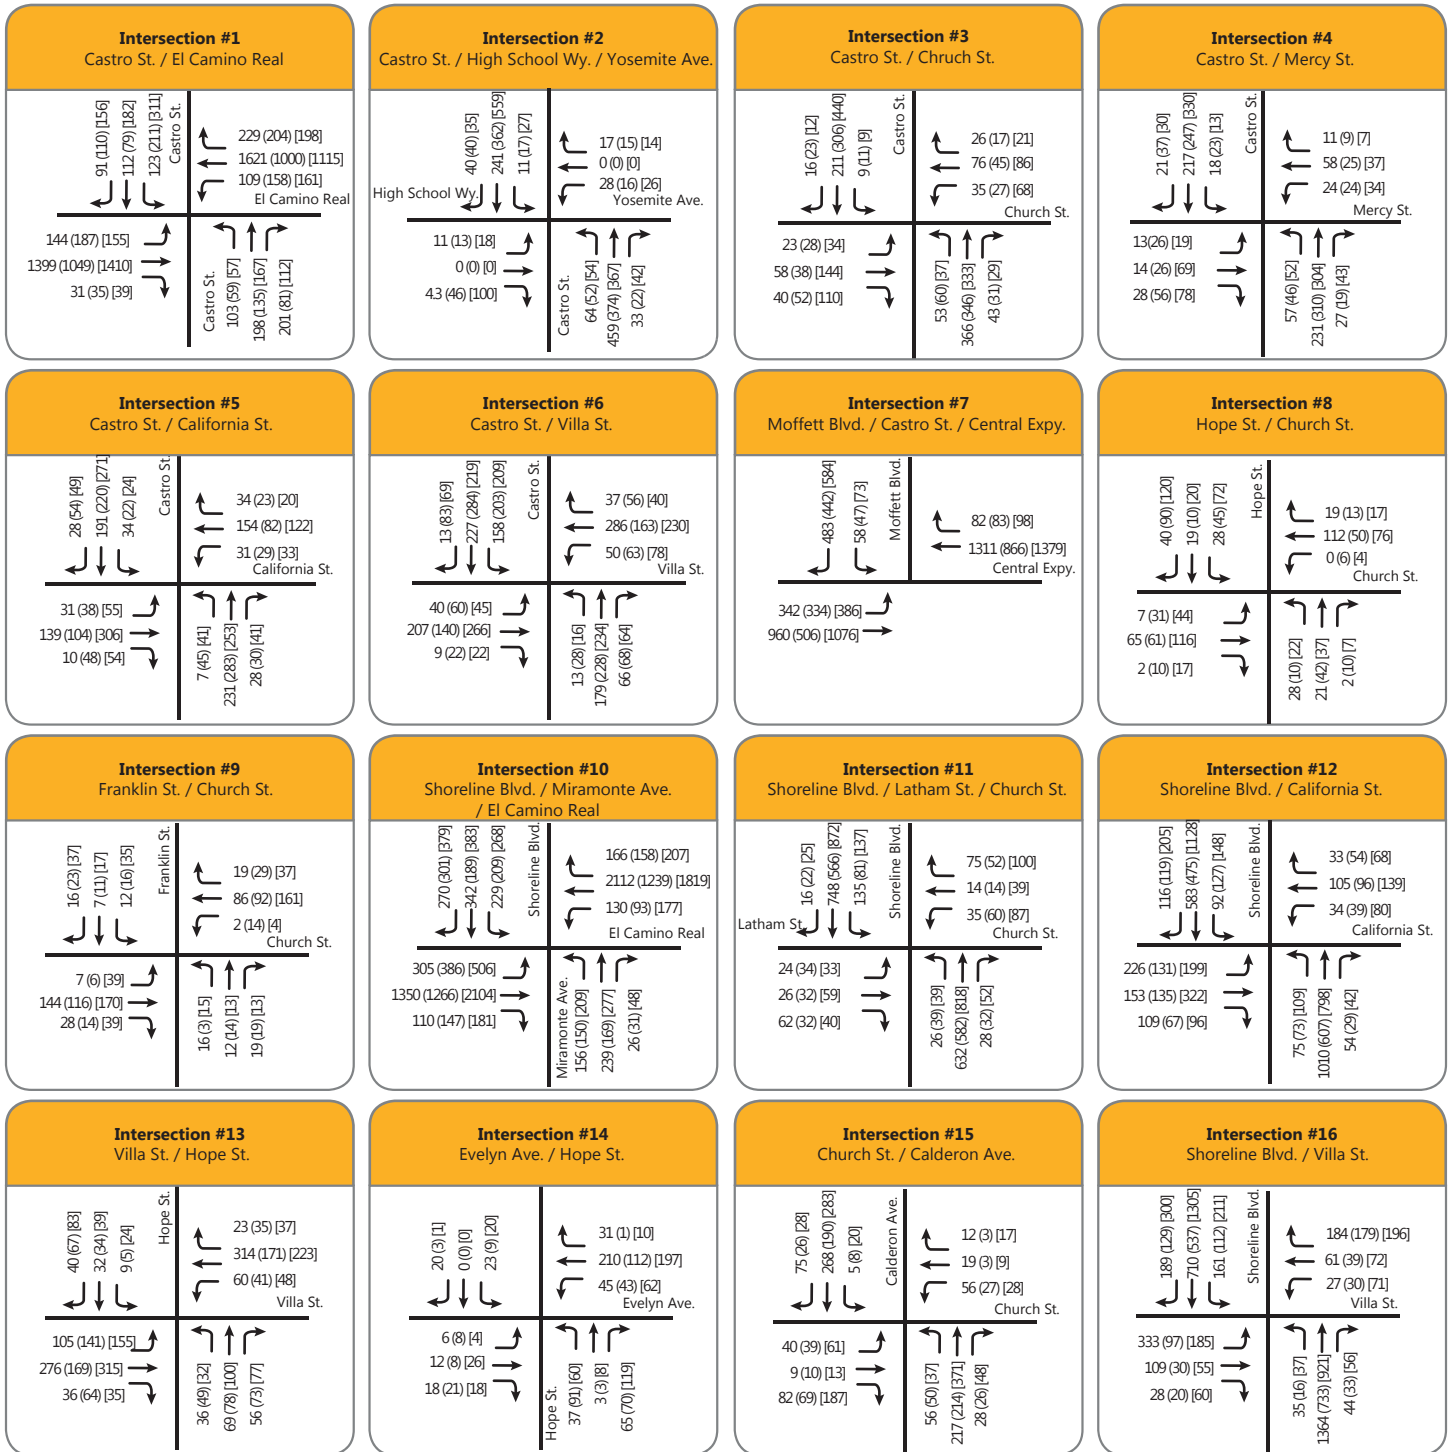 Intersection #1
Castro St. / El Camino Real
91 (110) [156]
112 (79) [182]
123 (211) [311]
Castro St.
229 (204) [198]
1621 (1000) [1115]
109 (158) [161]
El Camino Real
144 (187) [155]
1399 (1049) [1410]
31 (35) [39]
Castro St.
103 (59) [57]
198 (135) [167]
201 (81) [112]
Intersection #2
Castro St. / High School Wy. / Yosemite Ave.
40 (40) [35]
241 (362) [559]
11 (17) [27]
17 (15) [14]
0 (0) [0]
28 (16) [26]
High School Wy.
Yosemite Ave.
11 (13) [18]
0 (0) [0]
4.3 (46) [100]
Castro St.
64 (52) [54]
459 (374) [367]
33 (22) [42]
Intersection #3
Castro St. / Chruch St.
16 (23) [12]
211 (306) [440]
9 (11) [9]
Castro St.
26 (17) [21]
76 (45) [86]
35 (27) [68]
Church St.
23 (28) [34]
58 (38) [144]
40 (52) [110]
53 (60) [37]
366 (346) [333]
43 (31) [29]
Intersection #4
Castro St. / Mercy St.
21 (37) [30]
217 (247) [330]
18 (23) [13]
Castro St.
11 (9) [7]
58 (25) [37]
24 (24) [34]
Mercy St.
13(26) [19]
14 (26) [69]
28 (56) [78]
57 (46) [52]
231 (310) [304]
27 (19) [43]
Intersection #5
Castro St. / California St.
28 (54) [49]
191 (220) [271]
34 (22) [24]
Castro St.
34 (23) [20]
154 (82) [122]
31 (29) [33]
California St.
31 (38) [55]
139 (104) [306]
10 (48) [54]
7 (45) [41]
231 (283) [253]
28 (30) [41]
Intersection #6
Castro St. / Villa St.
13 (83) [69]
227 (284) [219]
158 (203) [209]
Castro St.
37 (56) [40]
286 (163) [230]
50 (63) [78]
Villa St.
40 (60) [45]
207 (140) [266]
9 (22) [22]
13 (28) [16]
179 (228) [234]
66 (68) [64]
Intersection #7
Moffett Blvd. / Castro St. / Central Expy.
483 (442) [584]
58 (47) [73]
Moffett Blvd.
82 (83) [98]
1311 (866) [1379]
Central Expy.
342 (334) [386]
960 (506) [1076]
Intersection #8
Hope St. / Church St.
40 (90) [120]
19 (10) [20]
28 (45) [72]
Hope St.
19 (13) [17]
112 (50) [76]
0 (6) [4]
Church St.
7 (31) [44]
65 (61) [116]
2 (10) [17]
28 (10) [22]
21 (42) [37]
2 (10) [7]
Intersection #9
Franklin St. / Church St.
16 (23) [37]
7 (11) [17]
12 (16) [35]
Franklin St.
19 (29) [37]
86 (92) [161]
2 (14) [4]
Church St.
7 (6) [39]
144 (116) [170]
28 (14) [39]
16 (3) [15]
12 (14) [13]
19 (19) [13]
Intersection #10
Shoreline Blvd. / Miramonte Ave.
/ El Camino Real
270 (301) [379]
342 (189) [383]
229 (209) [268]
Shoreline Blvd.
166 (158) [207]
2112 (1239) [1819]
130 (93) [177]
El Camino Real
305 (386) [506]
1350 (1266) [2104]
110 (147) [181]
Miramonte Ave.
156 (150) [209]
239 (169) [277]
26 (31) [48]
Intersection #11
Shoreline Blvd. / Latham St. / Church St.
16 (22) [25]
748 (566) [872]
135 (81) [137]
Shoreline Blvd.
75 (52) [100]
14 (14) [39]
35 (60) [87]
Latham St.
Church St.
24 (34) [33]
26 (32) [59]
62 (32) [40]
26 (39) [39]
632 (582) [818]
28 (32) [52]
Intersection #12
Shoreline Blvd. / California St.
116 (119) [205]
583 (475) [1128]
92 (127) [148]
Shoreline Blvd.
33 (54) [68]
105 (96) [139]
34 (39) [80]
California St.
226 (131) [199]
153 (135) [322]
109 (67) [96]
75 (73) [109]
1010 (607) [798]
54 (29) [42]
Intersection #13
Villa St. / Hope St.
40 (67) [83]
32 (34) [39]
9 (5) [24]
Hope St.
23 (35) [37]
314 (171) [223]
60 (41) [48]
Villa St.
105 (141) [155]
276 (169) [315]
36 (64) [35]
36 (49) [32]
69 (78) [100]
56 (73) [77]
Intersection #14
Evelyn Ave. / Hope St.
20 (3) [1]
0 (0) [0]
23 (9) [20]
31 (1) [10]
210 (112) [197]
45 (43) [62]
Evelyn Ave.
6 (8) [4]
12 (8) [26]
18 (21) [18]
Hope St.
37 (91) [60]
3 (3) [8]
65 (70) [119]
Intersection #15
Church St. / Calderon Ave.
75 (26) [28]
268 (190) [283]
5 (8) [20]
Calderon Ave.
12 (3) [17]
19 (3) [9]
56 (27) [28]
Church St.
40 (39) [61]
9 (10) [13]
82 (69) [187]
56 (50) [37]
217 (214) [371]
28 (26) [48]
Intersection #16
Shoreline Blvd. / Villa St.
189 (129) [300]
710 (537) [1305]
161 (112) [211]
Shoreline Blvd.
184 (179) [196]
61 (39) [72]
27 (30) [71]
Villa St.
333 (97) [185]
109 (30) [55]
28 (20) [60]
35 (16) [37]
1364 (733) [921]
44 (33) [56]